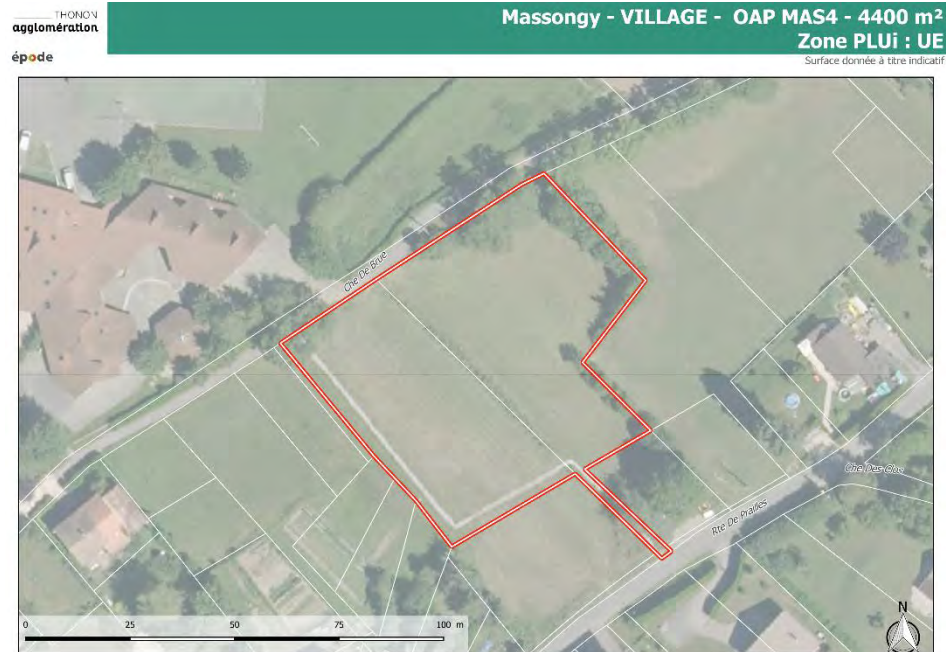 THONON
agglomération
épode
Massongy - VILLAGE - OAP MAS4 - 4400 m²
Zone PLUi : UE
Surface donnée à titre indicatif
Che De Brue
Che Des Clos
Rte De Prailles
N
0 25 50 75 100 m